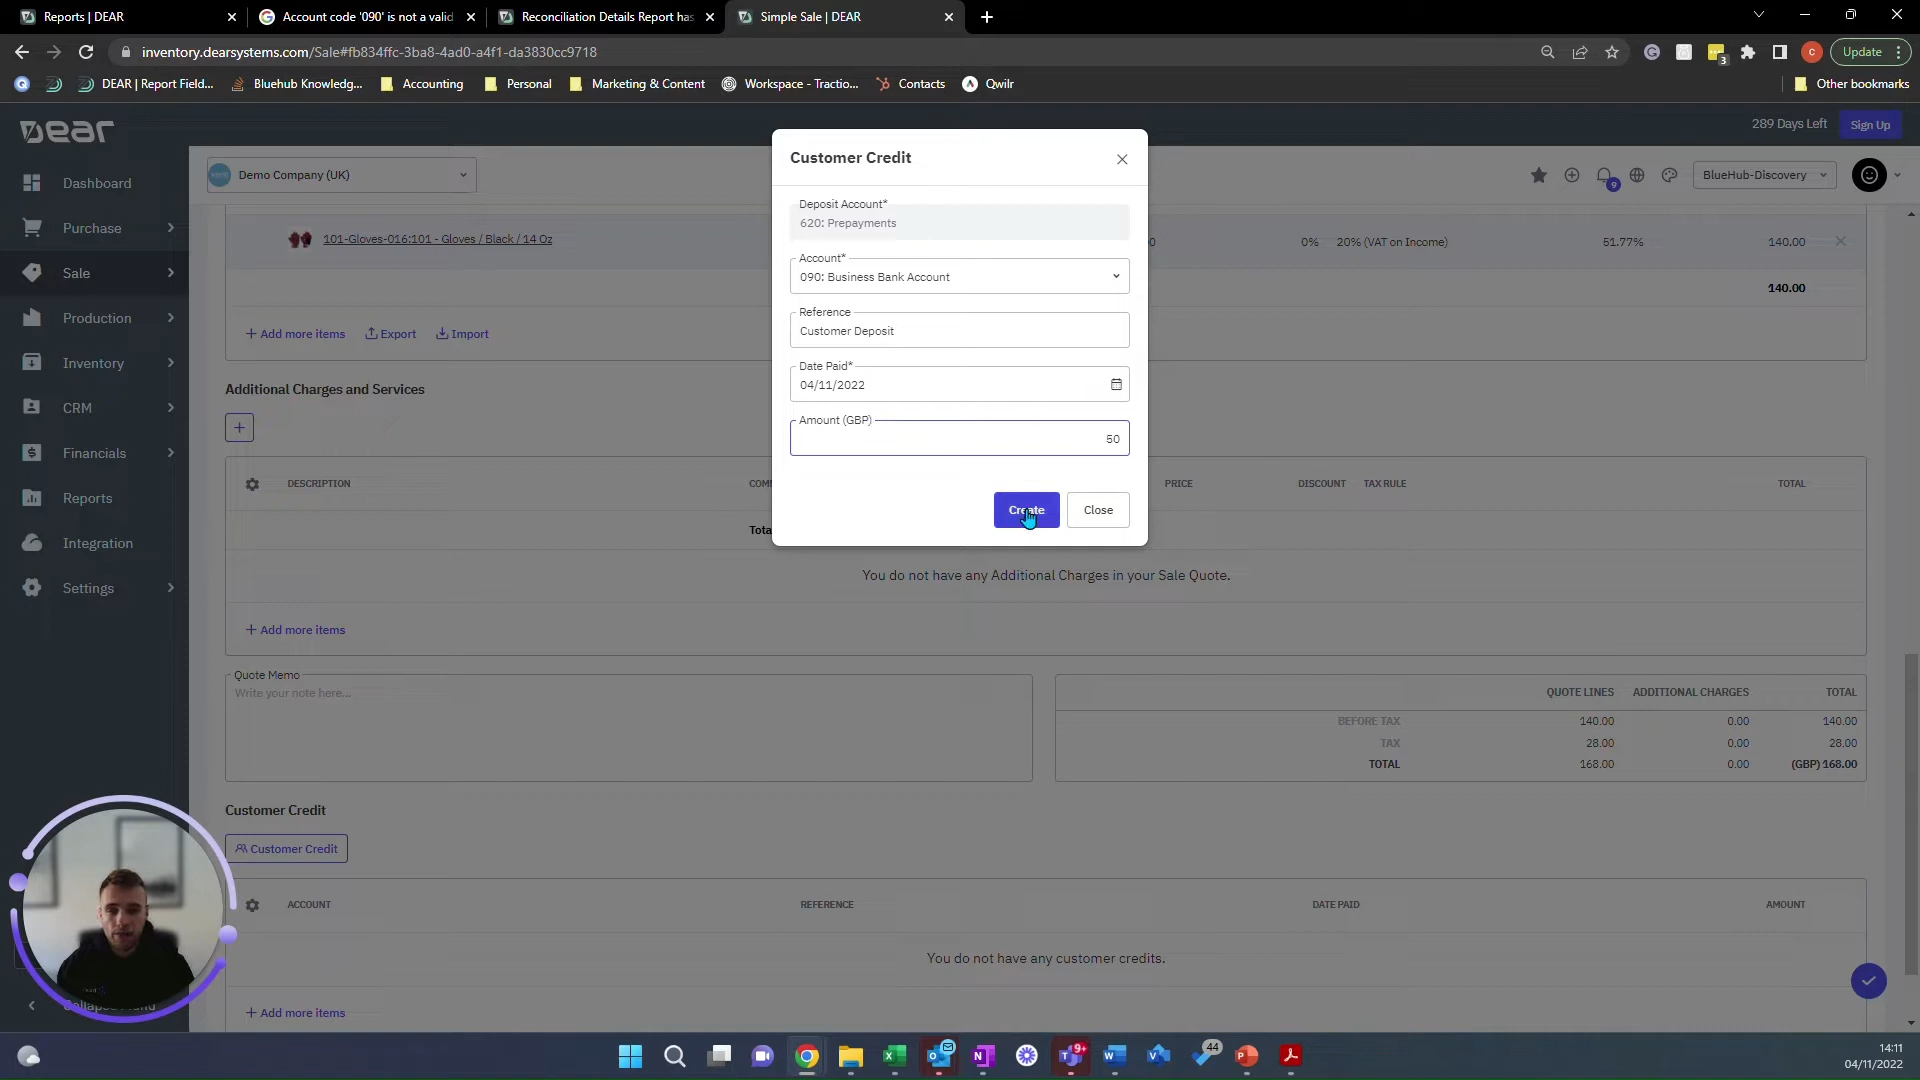 Reports | DEAR
Account code '090' is not a valid
Reconciliation Details Report has
Simple Sale | DEAR
inventory.dearsystems.com/Sale#fb834ffc-3ba8-4ad0-a4f1-da3830cc9718
3
c
Update
DEAR | Report Field...
Bluehub Knowledg...
Accounting
Personal
Marketing & Content
Workspace - Tractio...
Contacts
Qwilr
Other bookmarks
Dear
289 Days Left
Sign Up
Demo Company (UK)
9
BlueHub-Discovery
Dashboard
Purchase
Sale
Production
Inventory
CRM
Financials
Reports
Integration
Settings
101-Gloves-016:101 - Gloves / Black / 14 Oz
0%
20% (VAT on Income)
51.77%
140.00
140.00
Add more items
Export
Import
Additional Charges and Services
DESCRIPTION
PRICE
DISCOUNT
TAX RULE
TOTAL
You do not have any Additional Charges in your Sale Quote.
Add more items
Customer Credit
Deposit Account*
620: Prepayments
Account*
090: Business Bank Account
Reference
Customer Deposit
Date Paid*
04/11/2022
Amount (GBP)
50
Create
Close
Quote Memo
Write your note here...
QUOTE LINES ADDITIONAL CHARGES TOTAL
BEFORE TAX 140.00 0.00 140.00
TAX 28.00 0.00 28.00
TOTAL 168.00 0.00 (GBP) 168.00
Customer Credit
Customer Credit
ACCOUNT
REFERENCE
DATE PAID
AMOUNT
You do not have any customer credits.
Add more items
9+
44
14:11
04/11/2022